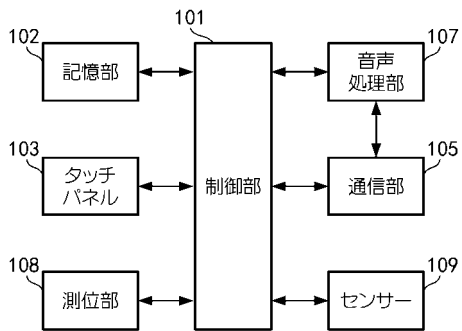 101
102
記憶部
107
音声
処理部
103
タッチ
パネル
制御部
105
通信部
108
測位部
109
センサー